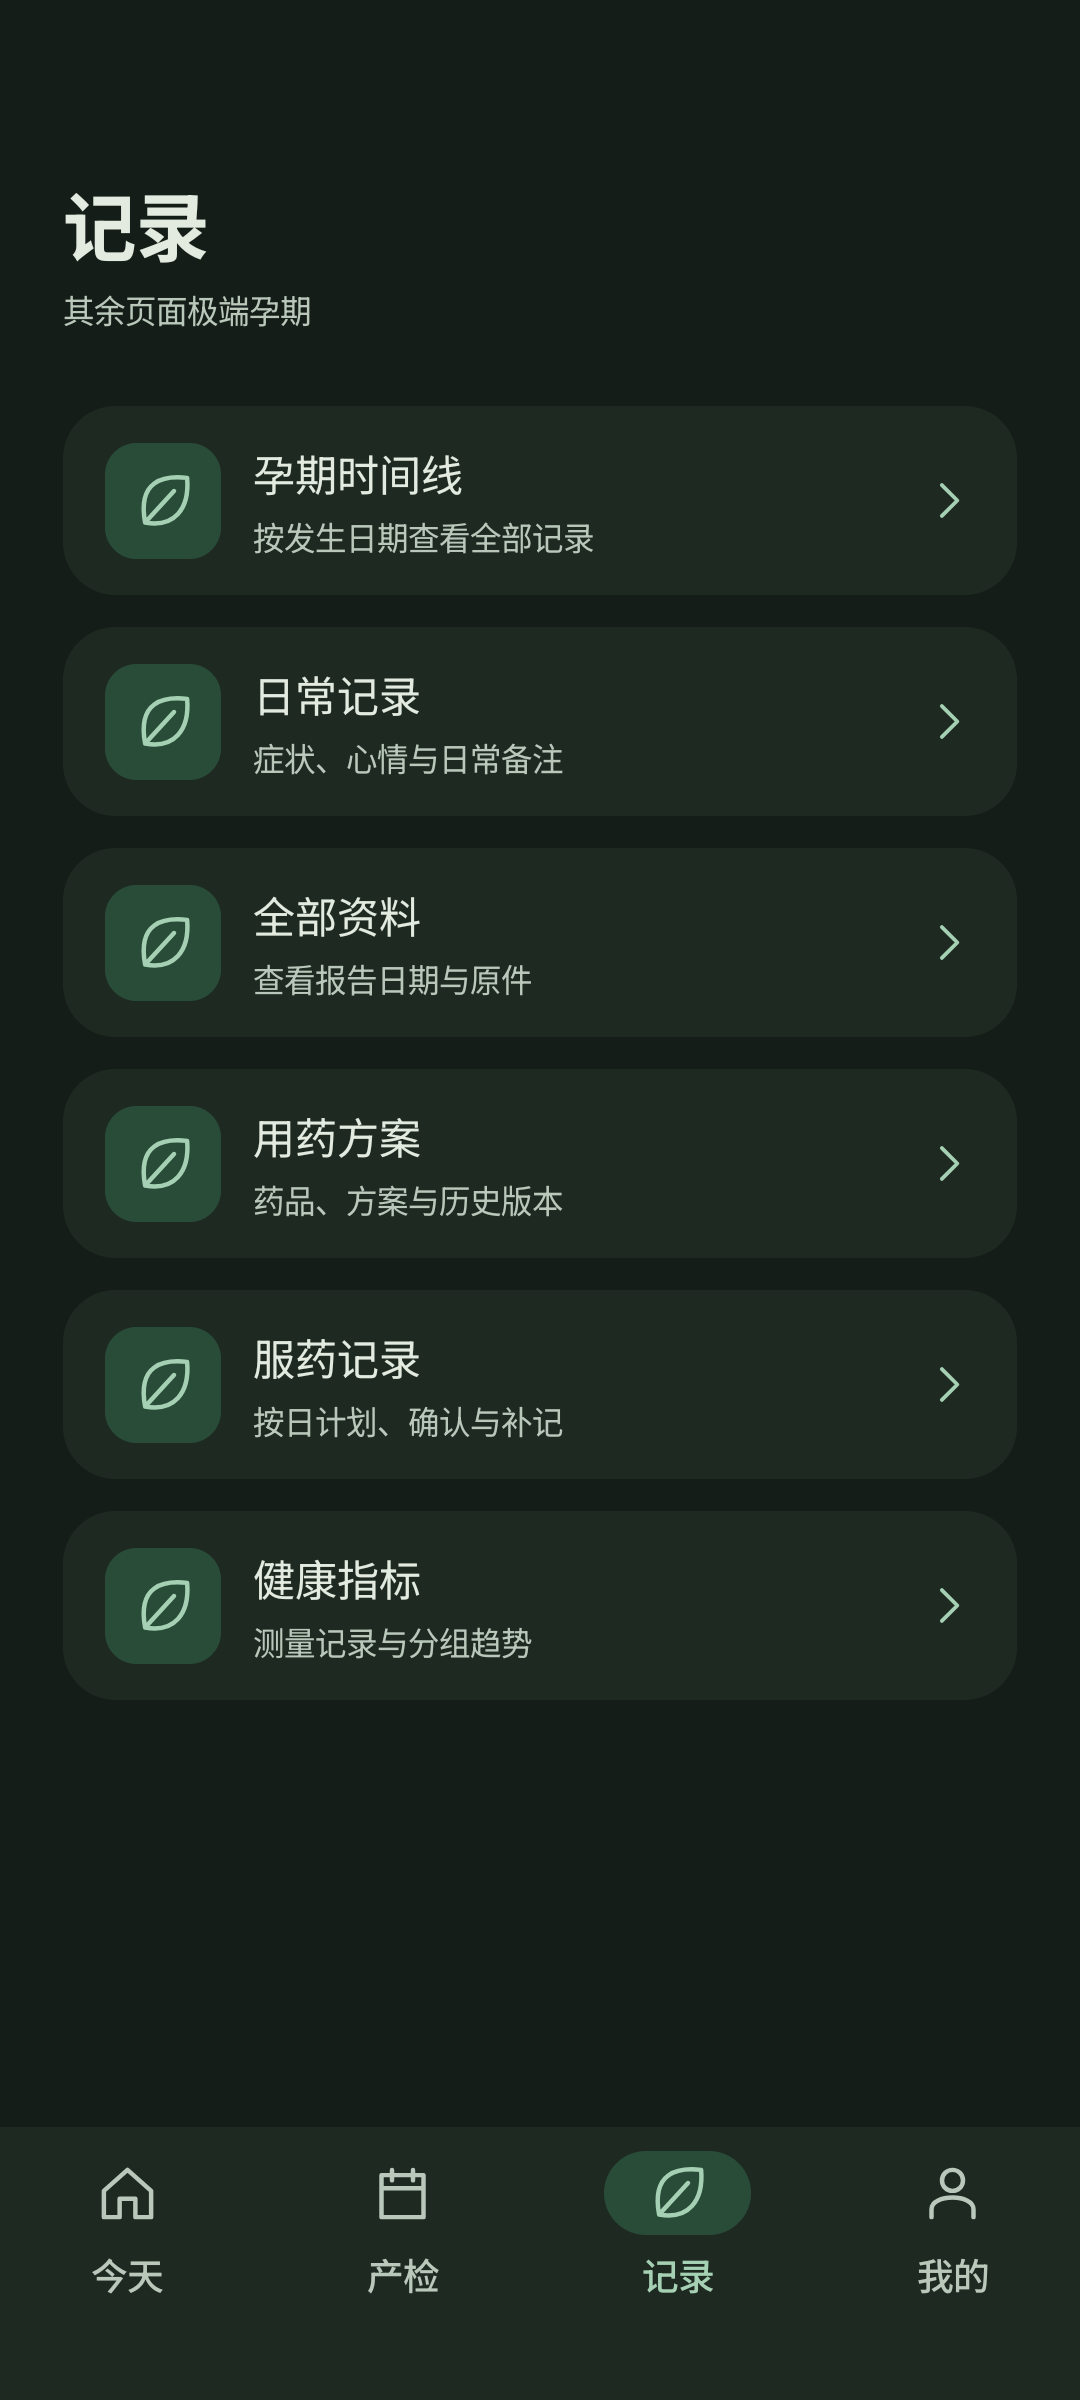 记录
其余页面极端孕期
孕期时间线
按发生日期查看全部记录
日常记录
症状、心情与日常备注
全部资料
查看报告日期与原件
用药方案
药品、方案与历史版本
服药记录
按日计划、确认与补记
健康指标
测量记录与分组趋势
今天
产检
记录
我的